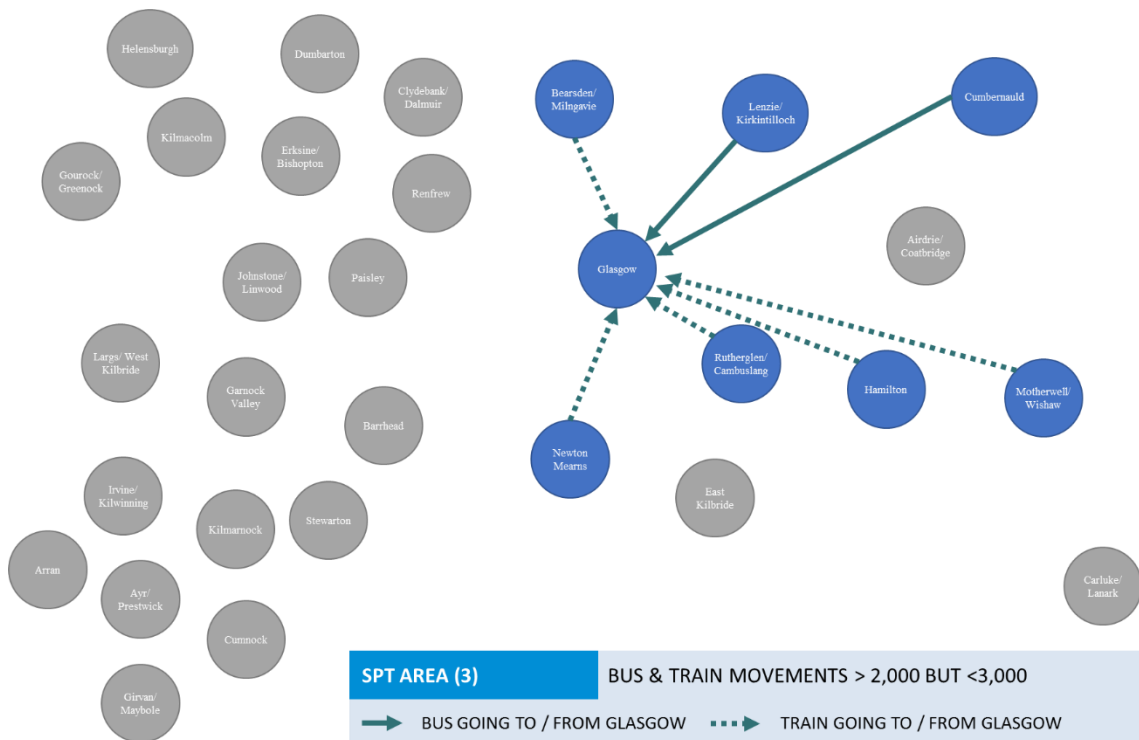 Helensburgh
Dumbarton
Clydebank/
Dalmuir
Bearsden/
Milngavie
Lenzie/
Kirkintilloch
Cumbernauld
Kilmacolm
Erksine/
Bishopton
Gourock/
Greenock
Renfrew
Airdrie/
Coatbridge
Glasgow
Johnstone/
Linwood
Paisley
Largs/ West
Kilbride
Garnock
Valley
Rutherglen/
Cambuslang
Hamilton
Motherwell/
Wishaw
Barrhead
Newton
Mearns
Irvine/
Kilwinning
Kilmarnock
Stewarton
East
Kilbride
Arran
Ayr/
Prestwick
Carluke/
Lanark
Cumnock
Girvan/
Maybole
SPT AREA (3)
BUS & TRAIN MOVEMENTS > 2,000 BUT <3,000
BUS GOING TO / FROM GLASGOW
TRAIN GOING TO / FROM GLASGOW